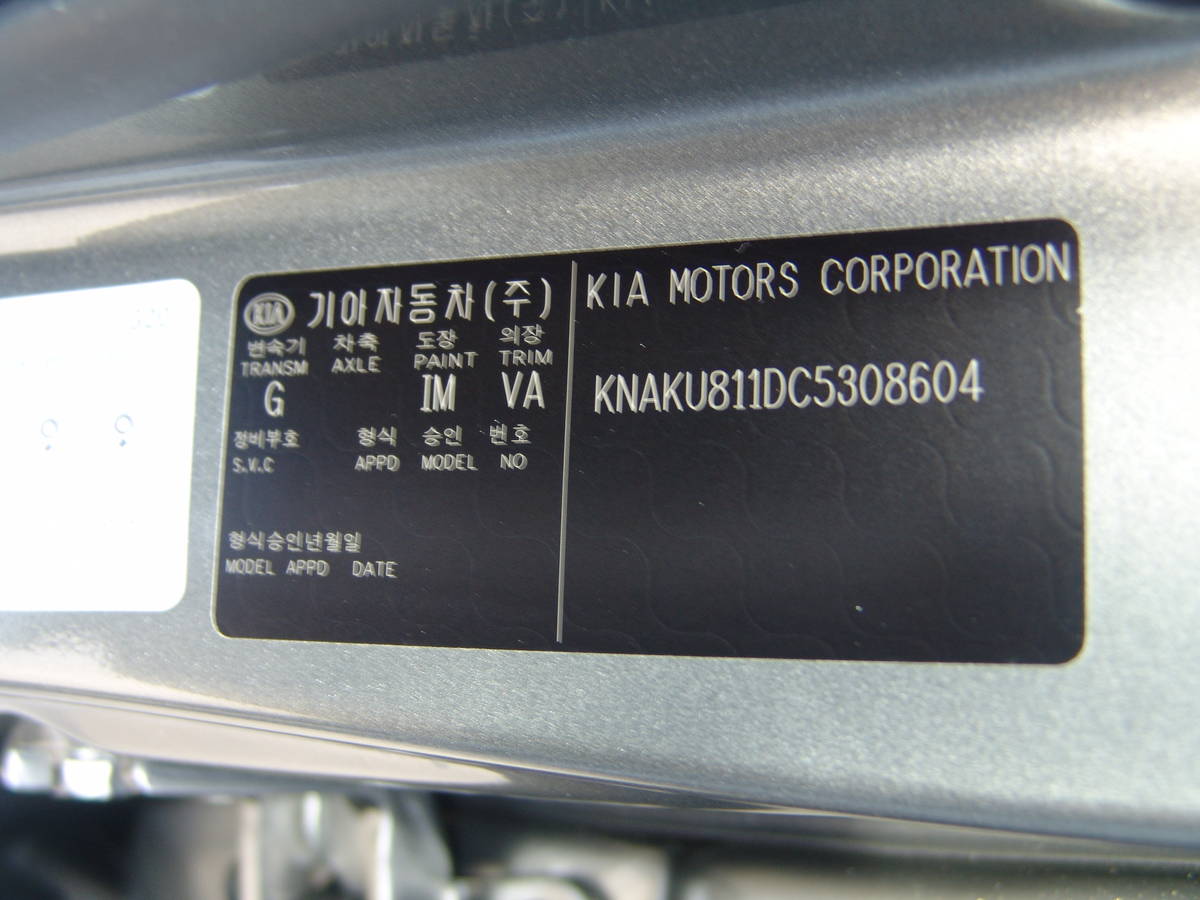 KIA 기아자동차(주) KIA MOTORS CORPORATION
변속기 차축 도장 의장
TRANSM AXLE PAINT TRIM
G IM VA KNAKU811DC5308604
정비부호 형식 승인 번호
S.V.C APPD MODEL NO
형식승인년월일
MODEL APPD DATE